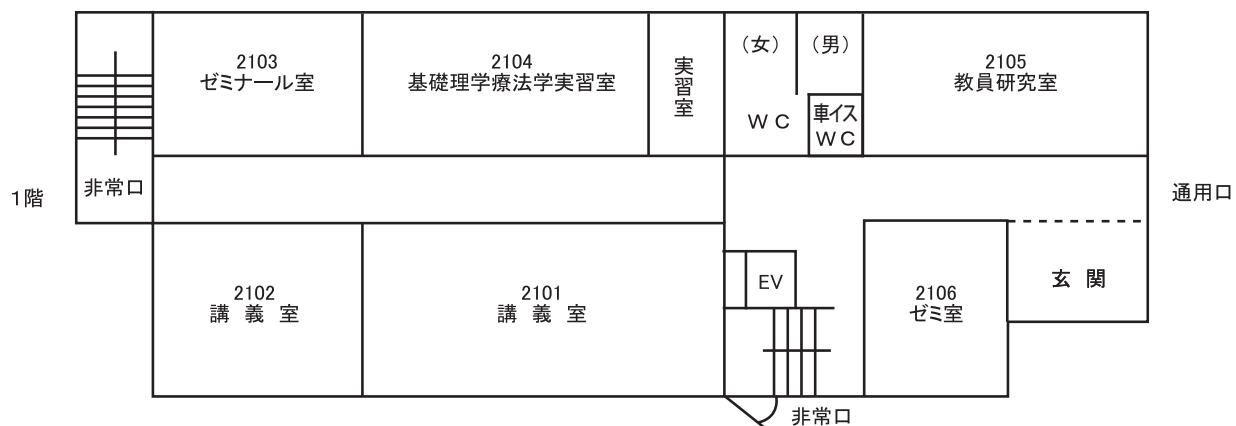 2103
ゼミナール室
2104
基礎理学療法学実習室
実習室
(女)
(男)
WC
車イス
WC
2105
教員研究室
1階
非常口
通用口
2102
講義室
2101
講義室
EV
2106
ゼミ室
玄関
非常口